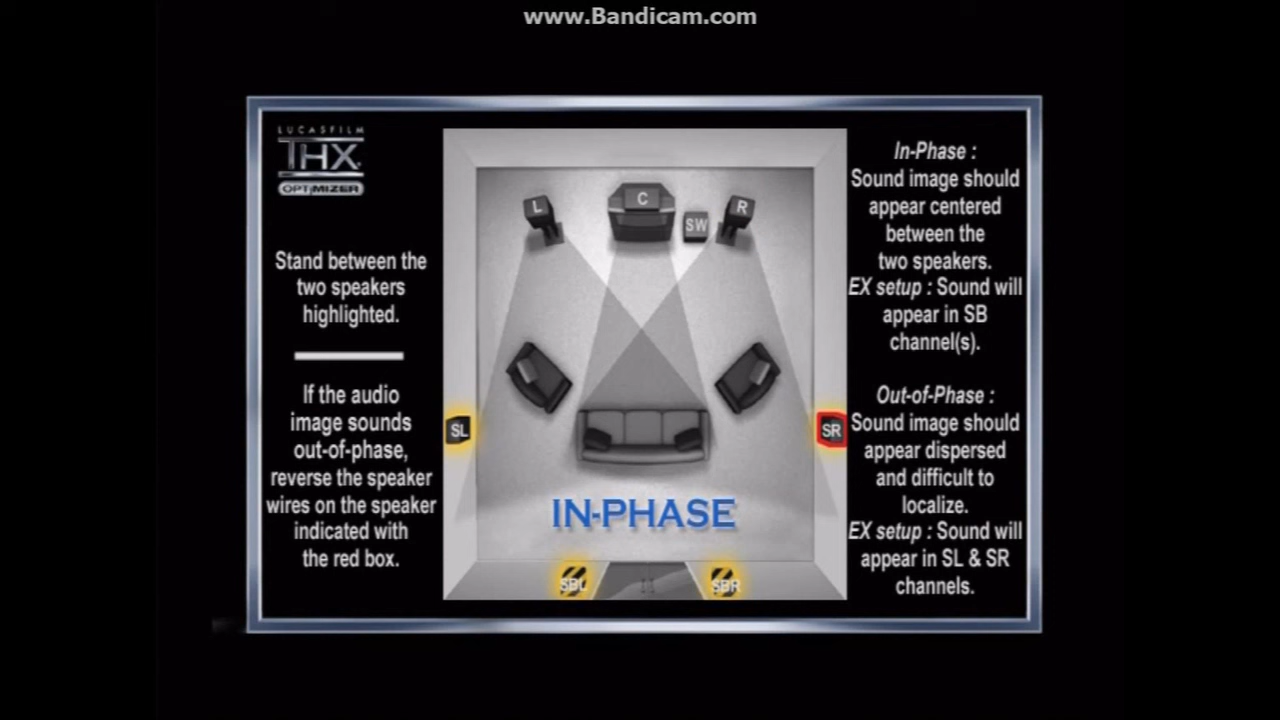 www.Bandicam.com
LUCASFILM
THX
OPTIMIZER
Stand between the
two speakers
highlighted.
If the audio
image sounds
out-of-phase,
reverse the speaker
wires on the speaker
indicated with
the red box.
L
C
SW
R
SL
SR
IN-PHASE
SBL
SBR
In-Phase :
Sound image should
appear centered
between the
two speakers.
EX setup : Sound will
appear in SB
channel(s).
Out-of-Phase :
Sound image should
appear dispersed
and difficult to
localize.
EX setup : Sound will
appear in SL & SR
channels.